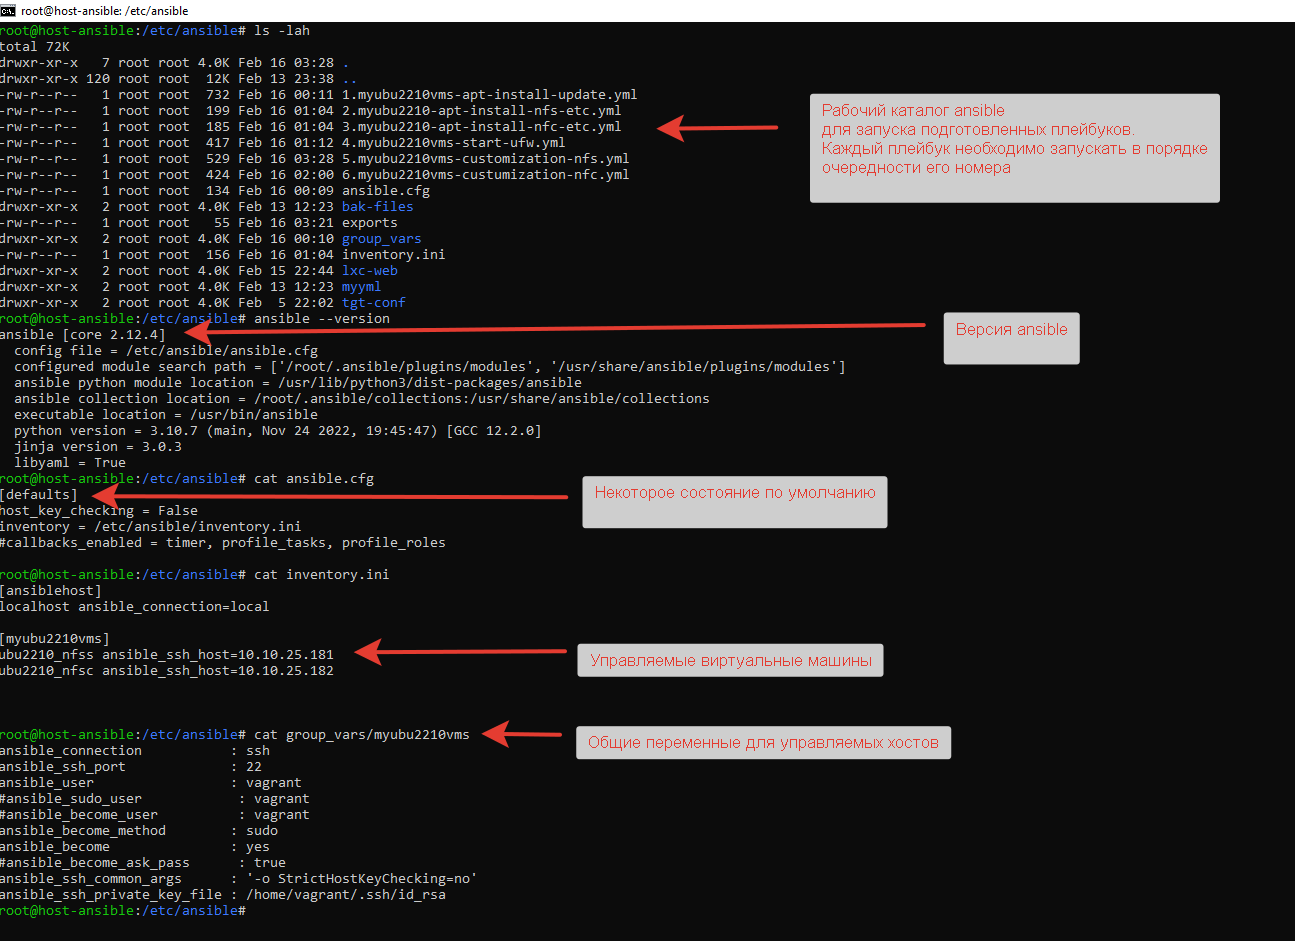 root@host-ansible: /etc/ansible
root@host-ansible:/etc/ansible# ls -lah
total 72K
drwxr-xr-x   7 root root 4.0K Feb 16 03:28 .
drwxr-xr-x 120 root root  12K Feb 13 23:38 ..
-rw-r--r--   1 root root  732 Feb 16 00:11 1.myubu2210vms-apt-install-update.yml
-rw-r--r--   1 root root  199 Feb 16 01:04 2.myubu2210-apt-install-nfs-etc.yml
-rw-r--r--   1 root root  185 Feb 16 01:04 3.myubu2210-apt-install-nfc-etc.yml
-rw-r--r--   1 root root  417 Feb 16 01:12 4.myubu2210vms-start-ufw.yml
-rw-r--r--   1 root root  529 Feb 16 03:28 5.myubu2210vms-customization-nfs.yml
-rw-r--r--   1 root root  424 Feb 16 02:00 6.myubu2210vms-custumization-nfc.yml
-rw-r--r--   1 root root  134 Feb 16 00:09 ansible.cfg
drwxr-xr-x   2 root root 4.0K Feb 13 12:23 bak-files
-rw-r--r--   1 root root   55 Feb 16 03:21 exports
drwxr-xr-x   2 root root 4.0K Feb 16 00:10 group_vars
-rw-r--r--   1 root root  156 Feb 16 01:04 inventory.ini
drwxr-xr-x   2 root root 4.0K Feb 15 22:44 lxc-web
drwxr-xr-x   2 root root 4.0K Feb 13 12:23 myyml
drwxr-xr-x   2 root root 4.0K Feb  5 22:02 tgt-conf
Рабочий каталог ansible
для запуска подготовленных плейбуков.
Каждый плейбук необходимо запускать в порядке
очередности его номера
root@host-ansible:/etc/ansible# ansible --version
ansible [core 2.12.4]
Версия ansible
  config file = /etc/ansible/ansible.cfg
  configured module search path = ['/root/.ansible/plugins/modules', '/usr/share/ansible/plugins/modules']
  ansible python module location = /usr/lib/python3/dist-packages/ansible
  ansible collection location = /root/.ansible/collections:/usr/share/ansible/collections
  executable location = /usr/bin/ansible
  python version = 3.10.7 (main, Nov 24 2022, 19:45:47) [GCC 12.2.0]
  jinja version = 3.0.3
  libyaml = True
root@host-ansible:/etc/ansible# cat ansible.cfg
[defaults]
Некоторое состояние по умолчанию
host_key_checking = False
inventory = /etc/ansible/inventory.ini
#callbacks_enabled = timer, profile_tasks, profile_roles
root@host-ansible:/etc/ansible# cat inventory.ini
[ansiblehost]
localhost ansible_connection=local
[myubu2210vms]
ubu2210_nfss ansible_ssh_host=10.10.25.181
ubu2210_nfsc ansible_ssh_host=10.10.25.182
Управляемые виртуальные машины
root@host-ansible:/etc/ansible# cat group_vars/myubu2210vms
Общие переменные для управляемых хостов
ansible_connection           : ssh
ansible_ssh_port             : 22
ansible_user                 : vagrant
#ansible_sudo_user            : vagrant
#ansible_become_user          : vagrant
ansible_become_method        : sudo
ansible_become               : yes
#ansible_become_ask_pass      : true
ansible_ssh_common_args      : '-o StrictHostKeyChecking=no'
ansible_ssh_private_key_file : /home/vagrant/.ssh/id_rsa
root@host-ansible:/etc/ansible#